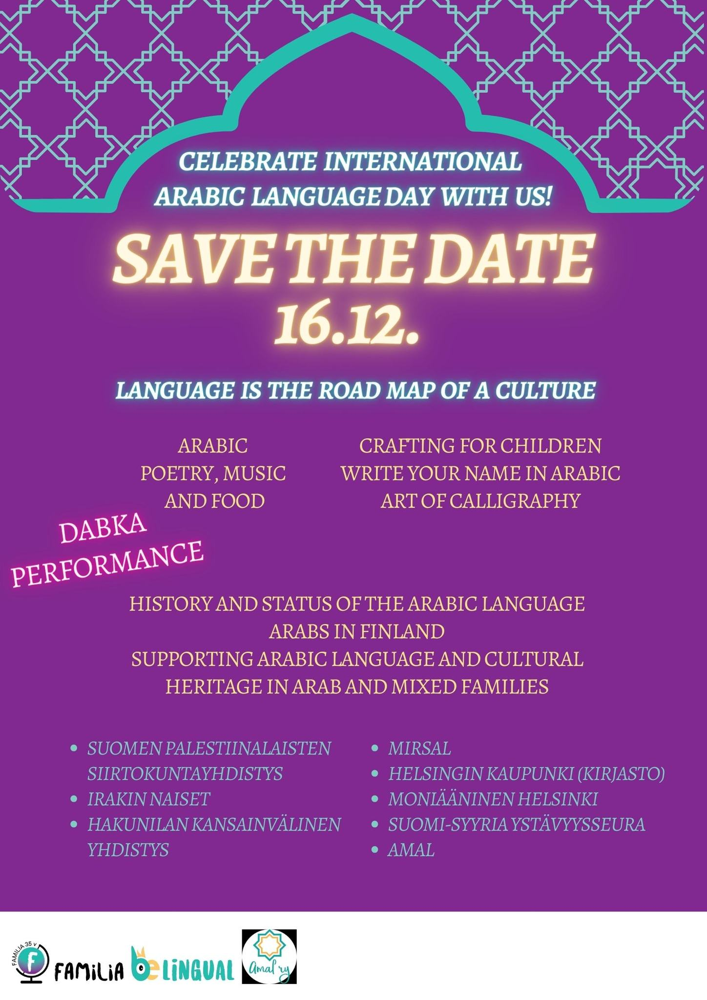 CELEBRATE INTERNATIONAL
ARABIC LANGUAGE DAY WITH US!
SAVE THE DATE
16.12.
LANGUAGE IS THE ROAD MAP OF A CULTURE
ARABIC
POETRY, MUSIC
AND FOOD
CRAFTING FOR CHILDREN
WRITE YOUR NAME IN ARABIC
ART OF CALLIGRAPHY
DABKA
PERFORMANCE
HISTORY AND STATUS OF THE ARABIC LANGUAGE
ARABS IN FINLAND
SUPPORTING ARABIC LANGUAGE AND CULTURAL
HERITAGE IN ARAB AND MIXED FAMILIES
• SUOMEN PALESTIINALAISTEN
SIIRTOKUNTAYHDISTYS
• IRAKIN NAISET
• HAKUNILAN KANSAINVÄLINEN
YHDISTYS
• MIRSAL
• HELSINGIN KAUPUNKI (KIRJASTO)
• MONIÄÄNINEN HELSINKI
• SUOMI-SYYRIA YSTÄVYYSSEURA
• AMAL
FAMILIA 35 V
F
FAMILIA
be LINGUAL
Amal ry